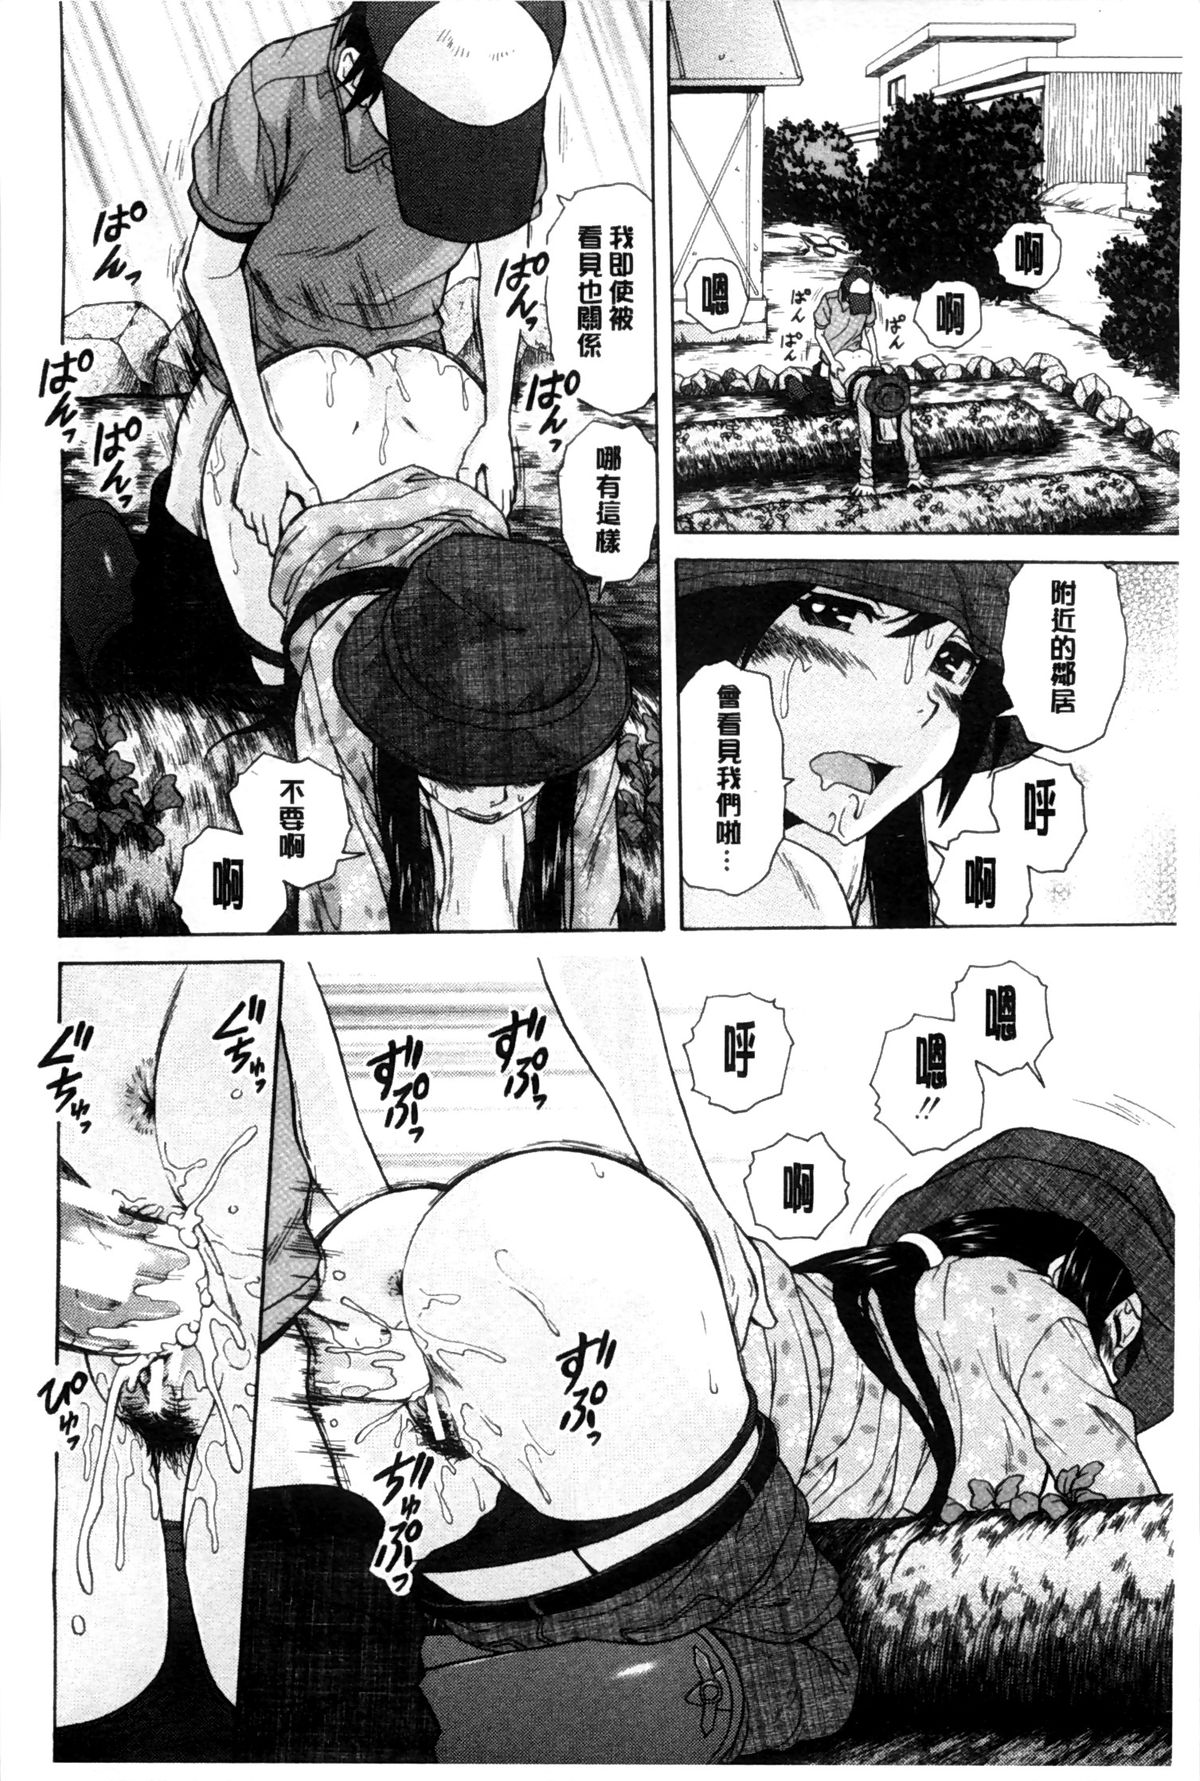 啊
啊
嗯
ぱん
ぱん
ぱん
附近的鄰居
會看見我們啦…
呼
啊
我即使被
看見也關係
哪有這樣
不要啊
啊
ぱんっ
ぱんっ
ぱんっ
ぱんっ
ぱんっ
嗯
嗯!!
呼
啊
ずぷっ
ずぷっ
ずぷっ
ぢゅぷっ
ぐちゅっ
ぐちゅっ
ぴゅっ